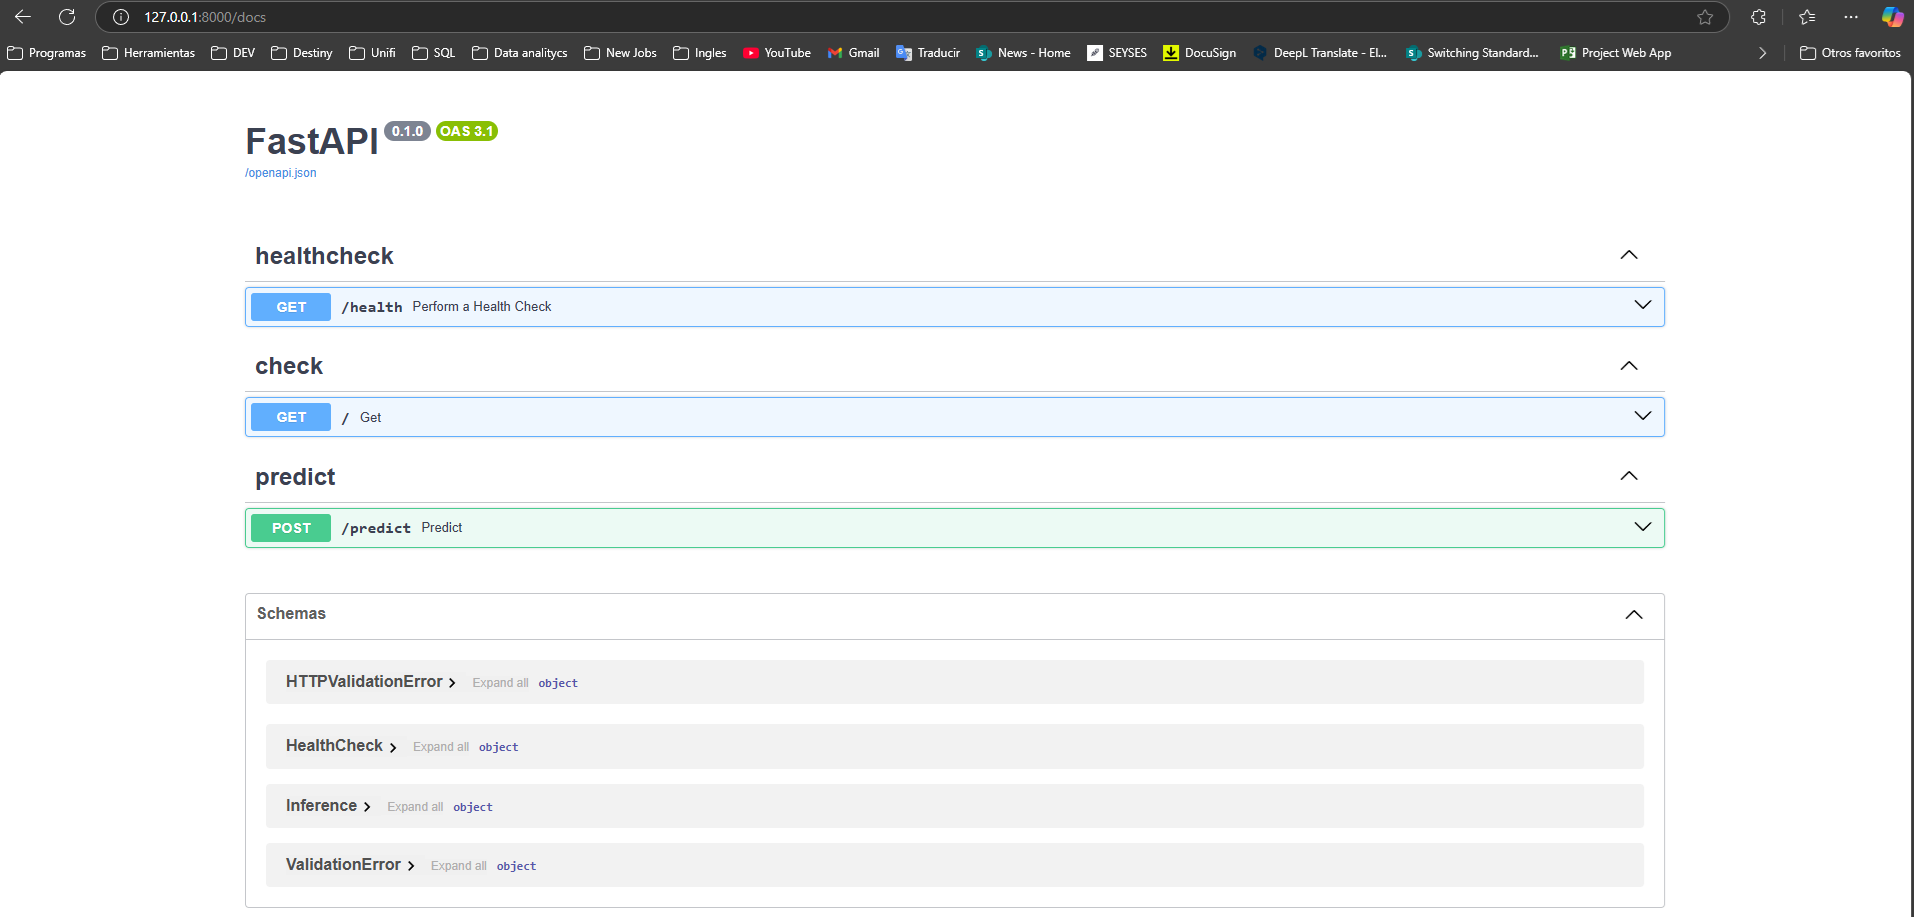 127.0.0.1:8000/docs
Programas Herramientas DEV Destiny Unifi SQL Data analitycs New Jobs Ingles YouTube Gmail Traducir News - Home SEYSES DocuSign DeepL Translate - El... Switching Standard... Project Web App Otros favoritos
FastAPI 0.1.0 OAS 3.1
/openapi.json
healthcheck
GET /health Perform a Health Check
check
GET / Get
predict
POST /predict Predict
Schemas
HTTPValidationError Expand all object
HealthCheck Expand all object
Inference Expand all object
ValidationError Expand all object